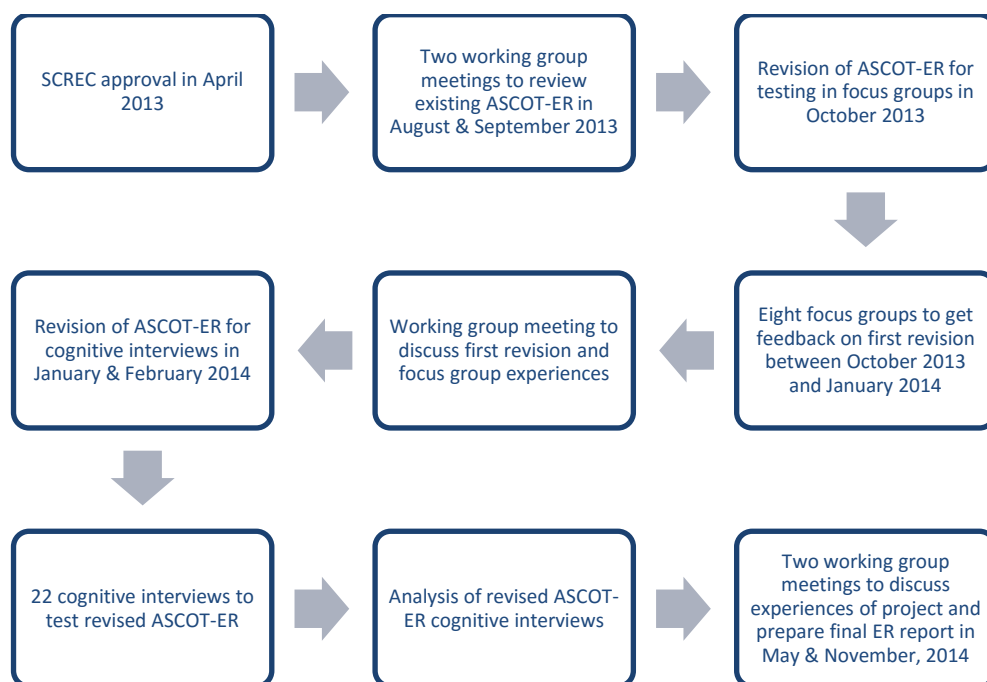 SCREC approval in April
2013
Two working group
meetings to review
existing ASCOT-ER in
August & September 2013
Revision of ASCOT-ER for
testing in focus groups in
October 2013
Eight focus groups to get
feedback on first revision
between October 2013
and January 2014
Working group meeting to
discuss first revision and
focus group experiences
Revision of ASCOT-ER for
cognitive interviews in
January & February 2014
22 cognitive interviews to
test revised ASCOT-ER
Analysis of revised ASCOT-
ER cognitive interviews
Two working group
meetings to discuss
experiences of project and
prepare final ER report in
May & November, 2014